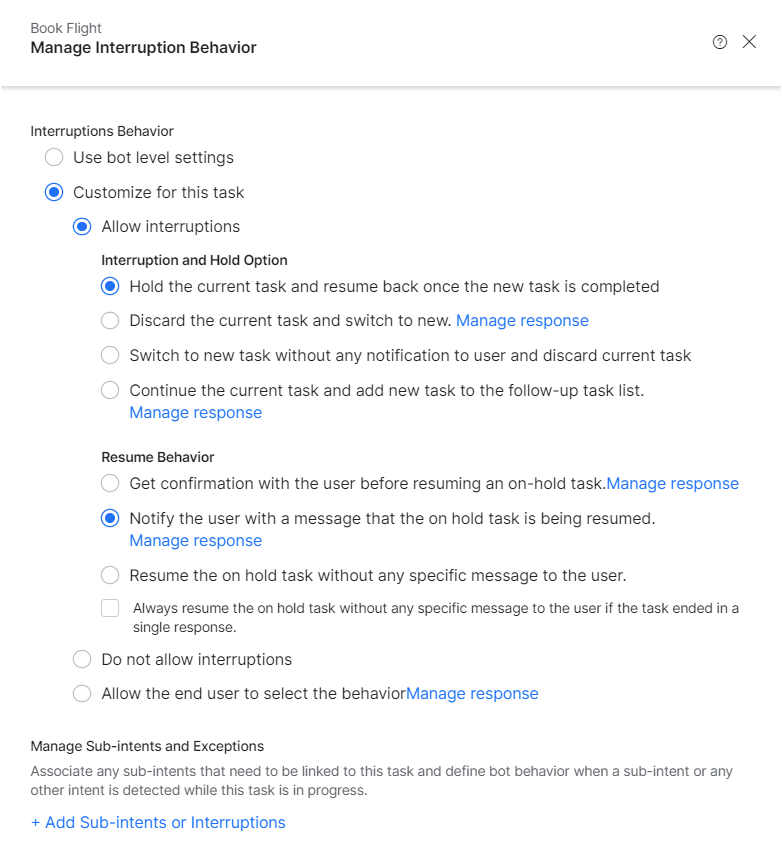 Book Flight
Manage Interruption Behavior
Interruptions Behavior
Use bot level settings
Customize for this task
Allow interruptions
Interruption and Hold Option
Hold the current task and resume back once the new task is completed
Discard the current task and switch to new. Manage response
Switch to new task without any notification to user and discard current task
Continue the current task and add new task to the follow-up task list.
Manage response
Resume Behavior
Get confirmation with the user before resuming an on-hold task.Manage response
Notify the user with a message that the on hold task is being resumed.
Manage response
Resume the on hold task without any specific message to the user.
Always resume the on hold task without any specific message to the user if the task ended in a
single response.
Do not allow interruptions
Allow the end user to select the behaviorManage response
Manage Sub-intents and Exceptions
Associate any sub-intents that need to be linked to this task and define bot behavior when a sub-intent or any
other intent is detected while this task is in progress.
+ Add Sub-intents or Interruptions